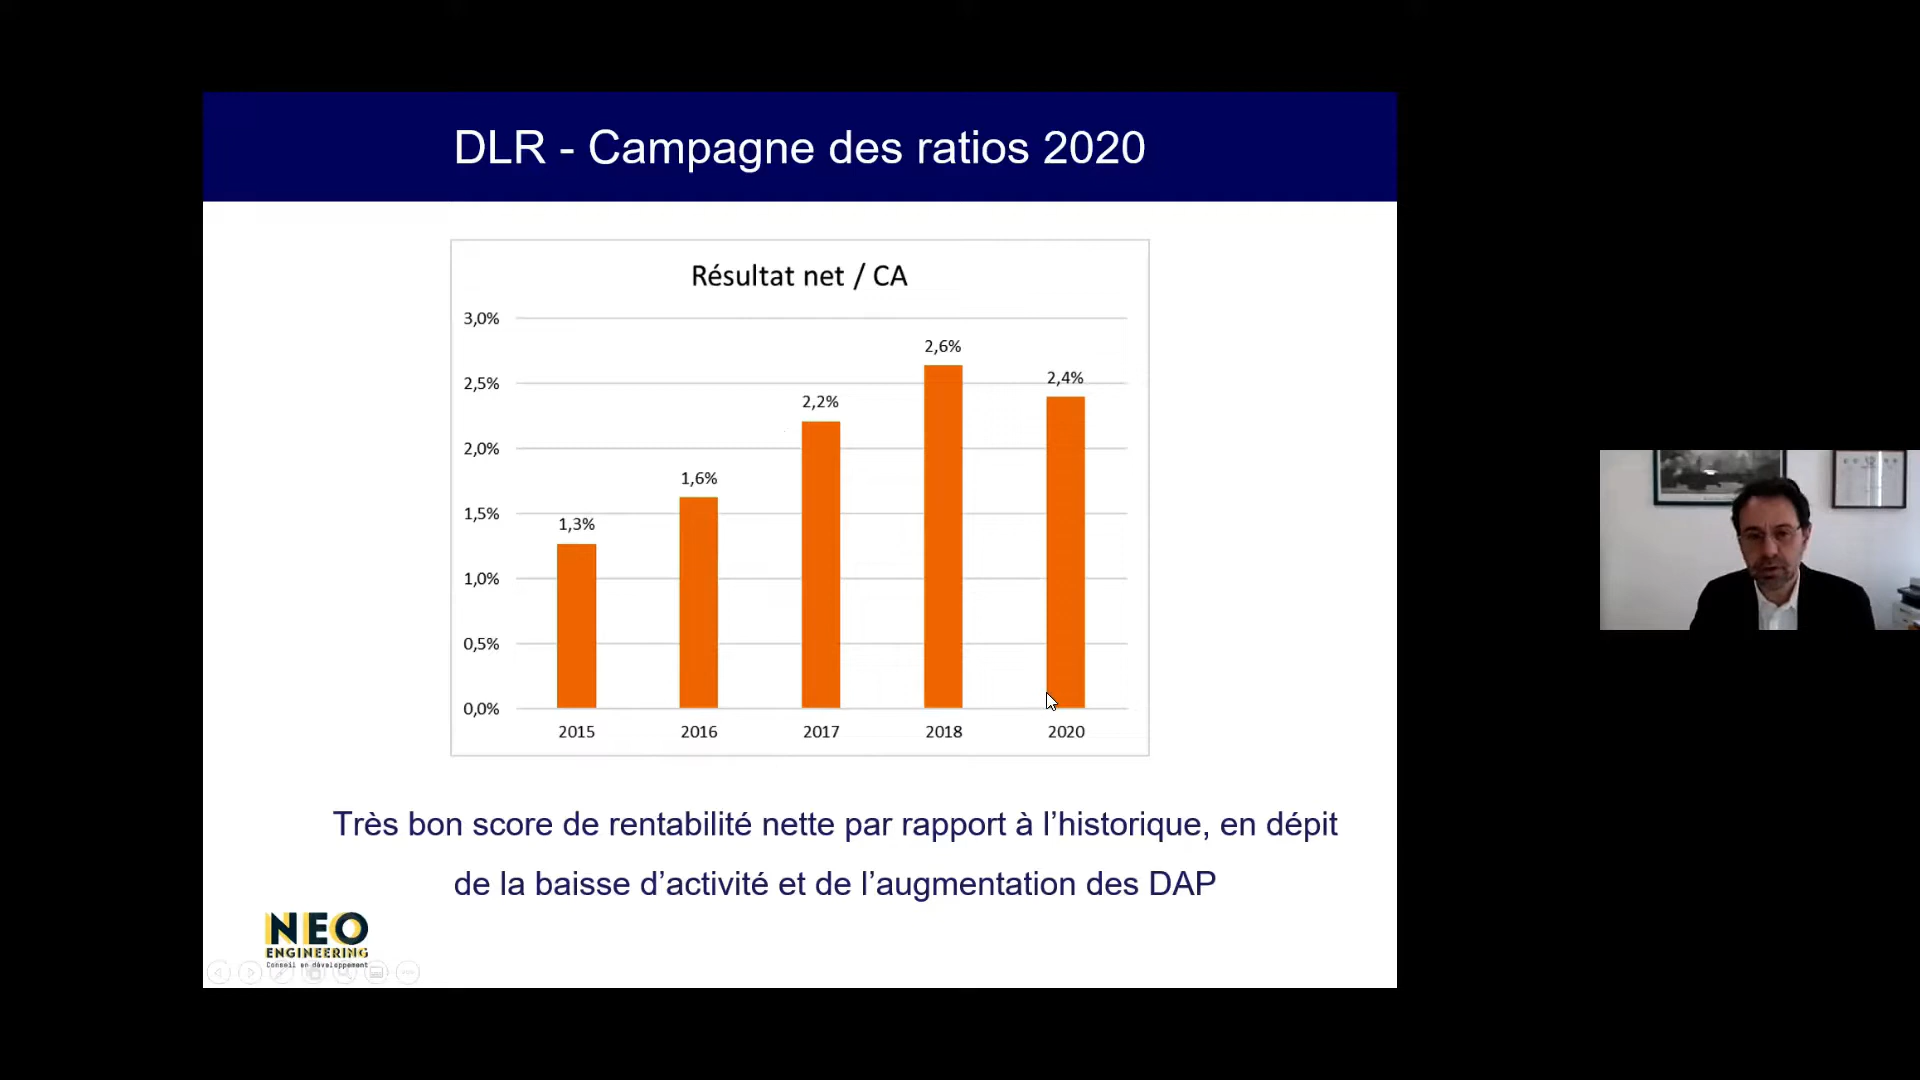 DLR - Campagne des ratios 2020
Résultat net / CA
3,0%
2,5%
2,0%
1,5%
1,0%
0,5%
0,0%
1,3%
1,6%
2,2%
2,6%
2,4%
2015
2016
2017
2018
2020
Très bon score de rentabilité nette par rapport à l’historique, en dépit
de la baisse d’activité et de l’augmentation des DAP
NEO
ENGINEERING
Conseil en développement